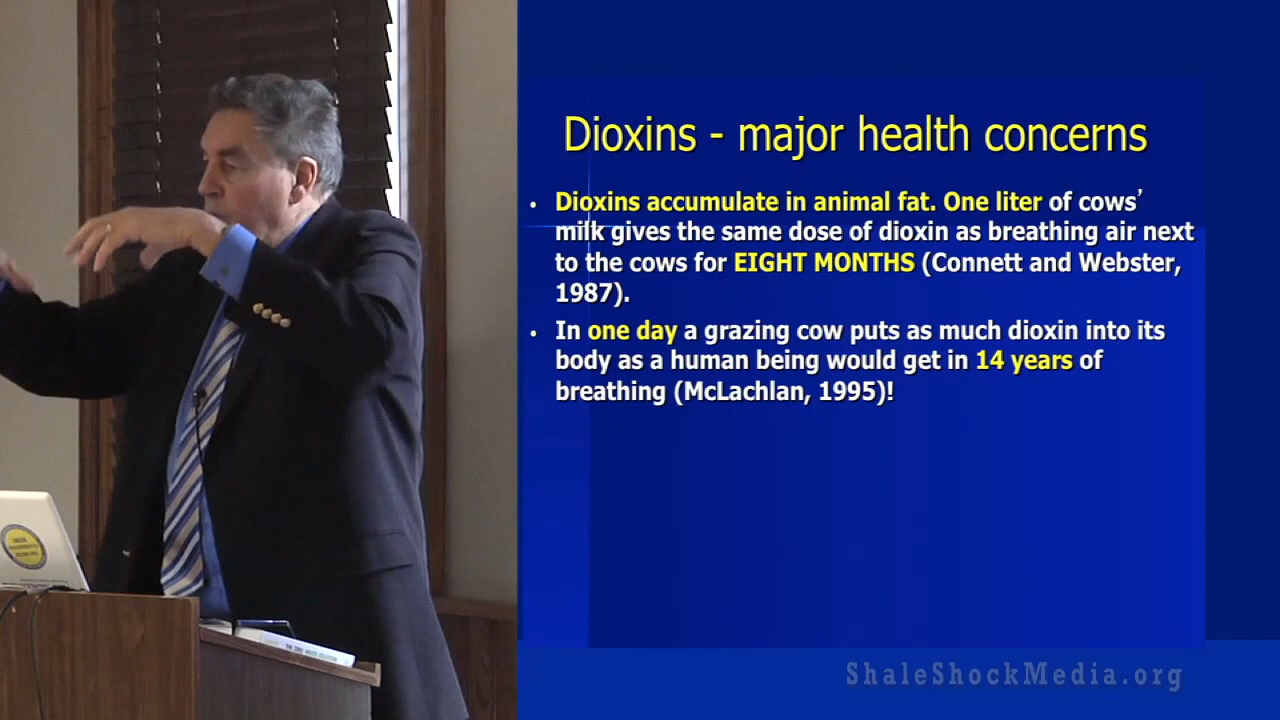 Dioxins - major health concerns
• Dioxins accumulate in animal fat. One liter of cows’
milk gives the same dose of dioxin as breathing air next
to the cows for EIGHT MONTHS (Connett and Webster,
1987).
• In one day a grazing cow puts as much dioxin into its
body as a human being would get in 14 years of
breathing (McLachlan, 1995)!
ShaleShockMedia.org